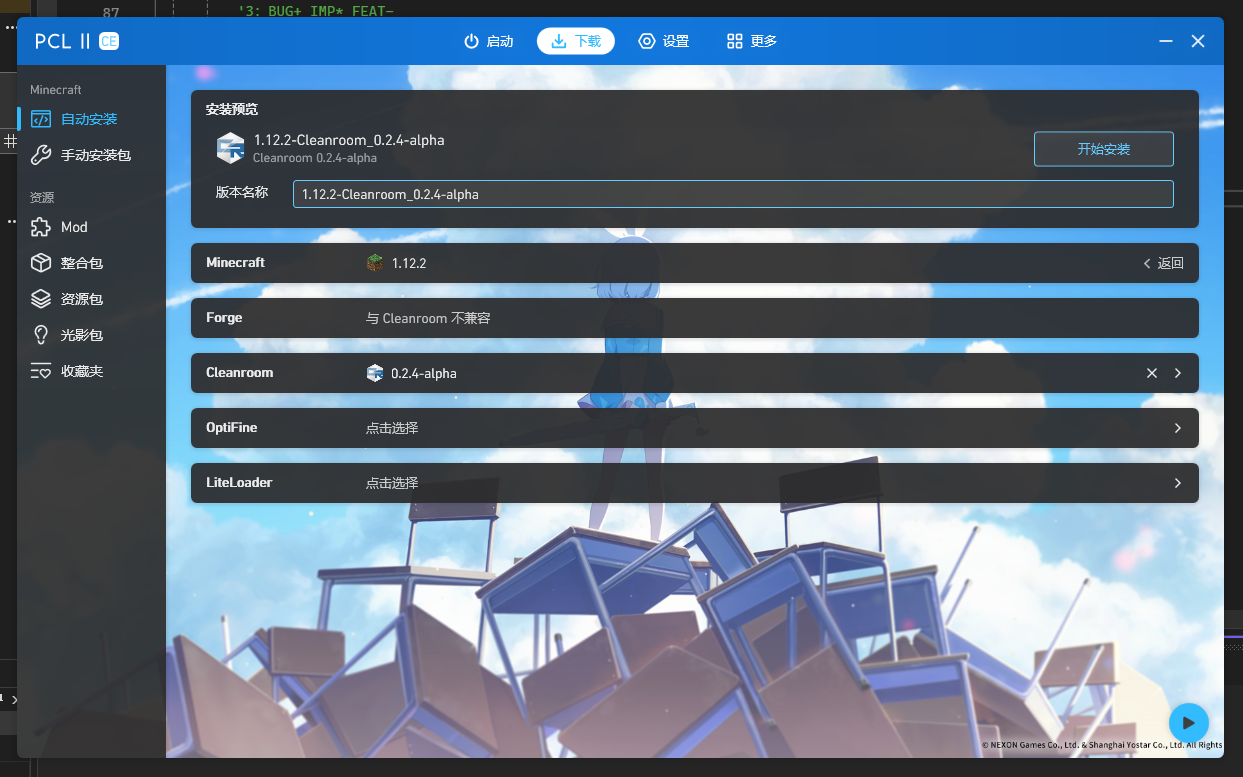 87
'3: BUG+ IMP* FEAT-
PCL II CE
启动
下载
设置
更多
Minecraft
自动安装
手动安装包
资源
Mod
整合包
资源包
光影包
收藏夹
安装预览
1.12.2-Cleanroom_0.2.4-alpha
Cleanroom 0.2.4-alpha
开始安装
版本名称
1.12.2-Cleanroom_0.2.4-alpha
Minecraft
1.12.2
返回
Forge
与 Cleanroom 不兼容
Cleanroom
0.2.4-alpha
OptiFine
点击选择
LiteLoader
点击选择
© NEXON Games Co., Ltd. & Shanghai Yostar Co., Ltd. All Rights